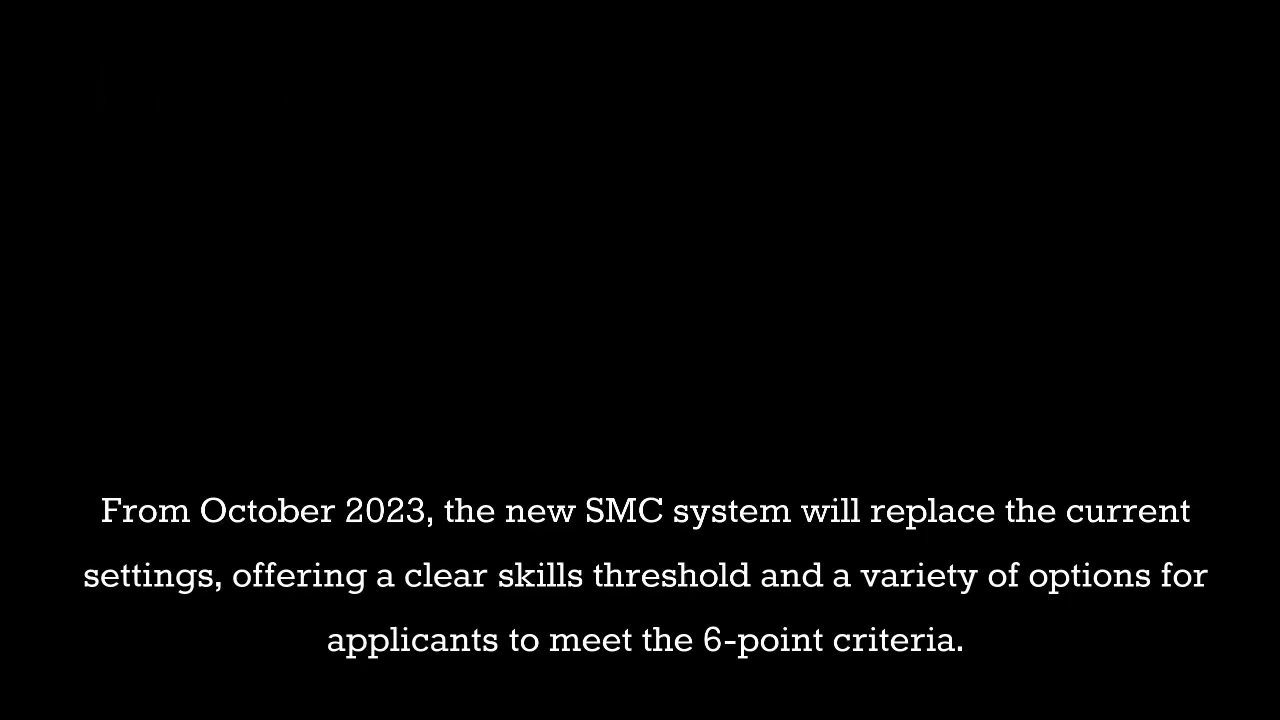 From October 2023, the new SMC system will replace the current
settings, offering a clear skills threshold and a variety of options for
applicants to meet the 6-point criteria.